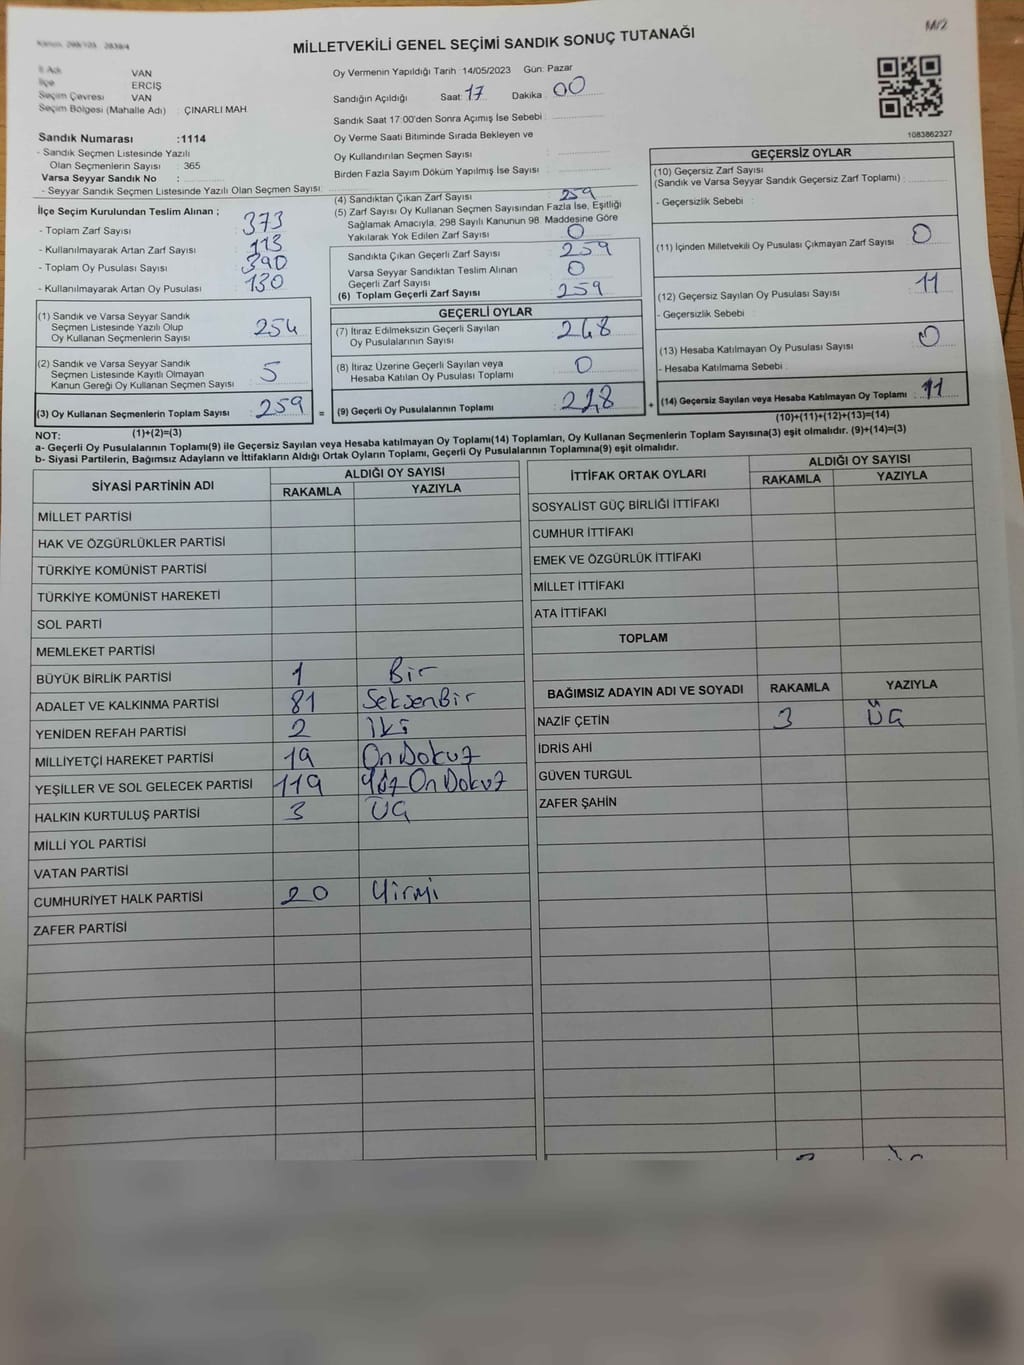 M/2
Kanun. 298/105 . 2839/4
MİLLETVEKİLİ GENEL SEÇİMİ SANDIK SONUÇ TUTANAĞI
İl Adı VAN
İlçe ERCİŞ
Seçim Çevresi VAN
Seçim Bölgesi (Mahalle Adı) : ÇINARLI MAH.
Sandık Numarası :1114
- Sandık Seçmen Listesinde Yazılı
Olan Seçmenlerin Sayısı : 365
Varsa Seyyar Sandık No :
- Seyyar Sandık Seçmen Listesinde Yazılı Olan Seçmen Sayısı:
Oy Vermenin Yapıldığı Tarih :14/05/2023 Gün: Pazar
Sandığın Açıldığı Saat: 17 Dakika : 00
Sandık Saat 17:00'den Sonra Açımış İse Sebebi :
Oy Verme Saati Bitiminde Sırada Bekleyen ve
Oy Kullandırılan Seçmen Sayısı :
Birden Fazla Sayım Döküm Yapılmış İse Sayısı :
1083862327
İlçe Seçim Kurulundan Teslim Alınan ;
- Toplam Zarf Sayısı : 373
- Kullanılmayarak Artan Zarf Sayısı : 113
- Toplam Oy Pusulası Sayısı : 390
- Kullanılmayarak Artan Oy Pusulası : 130
(1) Sandık ve Varsa Seyyar Sandık
Seçmen Listesinde Yazılı Olup
Oy Kullanan Seçmenlerin Sayısı : 254
(2) Sandık ve Varsa Seyyar Sandık
Seçmen Listesinde Kayıtlı Olmayan
Kanun Gereği Oy Kullanan Seçmen Sayısı : 5
(3) Oy Kullanan Seçmenlerin Toplam Sayısı : 259 =
(1)+(2)=(3)
(4) Sandıktan Çıkan Zarf Sayısı : 259
(5) Zarf Sayısı Oy Kullanan Seçmen Sayısından Fazla İse, Eşitliği
Sağlamak Amacıyla, 298 Sayılı Kanunun 98. Maddesine Göre
Yakılarak Yok Edilen Zarf Sayısı : 0
Sandıkta Çıkan Geçerli Zarf Sayısı : 259
Varsa Seyyar Sandıktan Teslim Alınan
Geçerli Zarf Sayısı : 0
(6) Toplam Geçerli Zarf Sayısı : 259
GEÇERLİ OYLAR
(7) İtiraz Edilmeksizin Geçerli Sayılan
Oy Pusulalarının Sayısı : 248
(8) İtiraz Üzerine Geçerli Sayılan veya
Hesaba Katılan Oy Pusulası Toplamı : 0
(9) Geçerli Oy Pusulalarının Toplamı : 248 +
GEÇERSİZ OYLAR
(10) Geçersiz Zarf Sayısı
(Sandık ve Varsa Seyyar Sandık Geçersiz Zarf Toplamı) :
- Geçersizlik Sebebi :
(11) İçinden Milletvekili Oy Pusulası Çıkmayan Zarf Sayısı : 0
(12) Geçersiz Sayılan Oy Pusulası Sayısı : 11
- Geçersizlik Sebebi :
(13) Hesaba Katılmayan Oy Pusulası Sayısı : 0
- Hesaba Katılmama Sebebi :
(14) Geçersiz Sayılan veya Hesaba Katılmayan Oy Toplamı : 11
(10)+(11)+(12)+(13)=(14)
NOT:
a- Geçerli Oy Pusulalarının Toplamı(9) ile Geçersiz Sayılan veya Hesaba katılmayan Oy Toplamı(14) Toplamları, Oy Kullanan Seçmenlerin Toplam Sayısına(3) eşit olmalıdır. (9)+(14)=(3)
b- Siyasi Partilerin, Bağımsız Adayların ve İttifakların Aldığı Ortak Oyların Toplamı, Geçerli Oy Pusulalarının Toplamına(9) eşit olmalıdır.
SİYASİ PARTİNİN ADI ALDIĞI OY SAYISI
RAKAMLA YAZIYLA
MİLLET PARTİSİ
HAK VE ÖZGÜRLÜKLER PARTİSİ
TÜRKİYE KOMÜNİST PARTİSİ
TÜRKİYE KOMÜNİST HAREKETİ
SOL PARTİ
MEMLEKET PARTİSİ
BÜYÜK BİRLİK PARTİSİ 1 Bir
ADALET VE KALKINMA PARTİSİ 81 SeksenBir
YENİDEN REFAH PARTİSİ 2 İki
MİLLİYETÇİ HAREKET PARTİSİ 19 OnDokuz
YEŞİLLER VE SOL GELECEK PARTİSİ 119 Yüz OnDokuz
HALKIN KURTULUŞ PARTİSİ 3 ÜÇ
MİLLİ YOL PARTİSİ
VATAN PARTİSİ
CUMHURİYET HALK PARTİSİ 20 Yirmi
ZAFER PARTİSİ
İTTİFAK ORTAK OYLARI ALDIĞI OY SAYISI
RAKAMLA YAZIYLA
SOSYALİST GÜÇ BİRLİĞİ İTTİFAKI
CUMHUR İTTİFAKI
EMEK VE ÖZGÜRLÜK İTTİFAKI
MİLLET İTTİFAKI
ATA İTTİFAKI
TOPLAM
BAĞIMSIZ ADAYIN ADI VE SOYADI RAKAMLA YAZIYLA
NAZİF ÇETİN 3 ÜÇ
İDRİS AHİ
GÜVEN TURGUL
ZAFER ŞAHİN